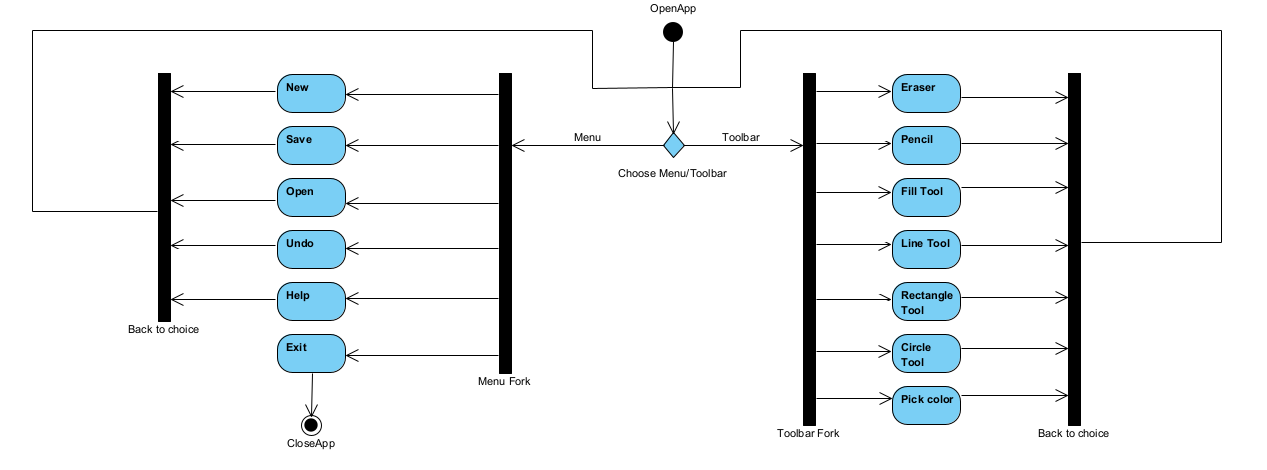 OpenApp
New
Eraser
Save
Menu
Toolbar
Pencil
Choose Menu/Toolbar
Open
Fill Tool
Undo
Line Tool
Help
Rectangle
Tool
Back to choice
Exit
Circle
Tool
Menu Fork
Pick color
CloseApp
Toolbar Fork
Back to choice